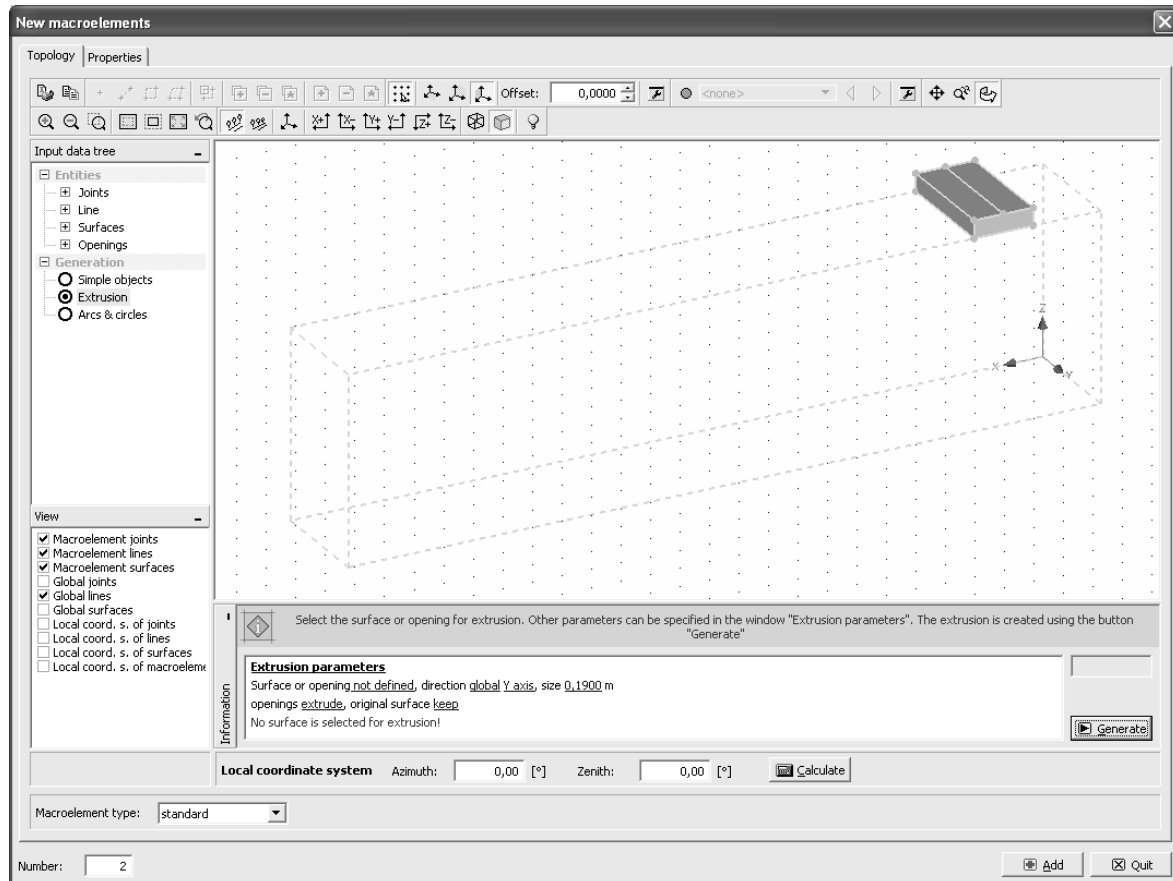 New macroelements
Topology Properties
Offset: 0,0000 <none>
X+ X- Y+ Y- Z+ Z-
Input data tree
Entities
Joints
Line
Surfaces
Openings
Generation
Simple objects
Extrusion
Arcs & circles
Z
X
Y
View
Macroelement joints
Macroelement lines
Macroelement surfaces
Global joints
Global lines
Global surfaces
Local coord. s. of joints
Local coord. s. of lines
Local coord. s. of surfaces
Local coord. s. of macroeleme
Information
Select the surface or opening for extrusion. Other parameters can be specified in the window "Extrusion parameters". The extrusion is created using the button
"Generate"
Extrusion parameters
Surface or opening not defined, direction global Y axis, size 0,1900 m
openings extrude, original surface keep
No surface is selected for extrusion!
Generate
Local coordinate system Azimuth: 0,00 [°] Zenith: 0,00 [°] Calculate
Macroelement type: standard
Number: 2 Add Quit